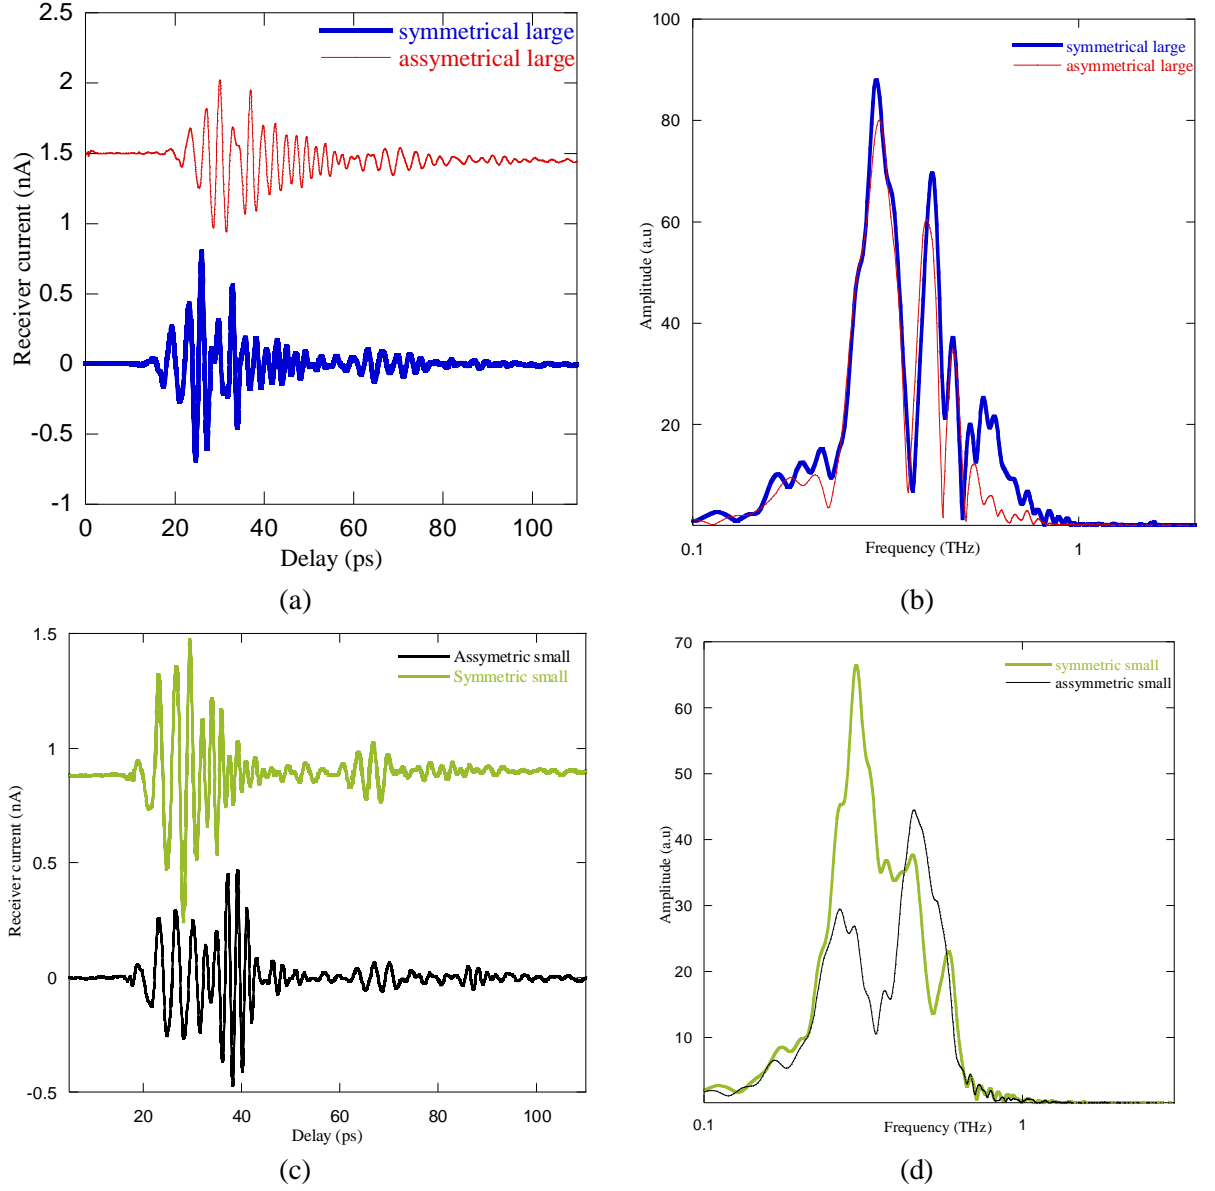 2.5
2
1.5
1
0.5
0
-0.5
-1
Receiver current (nA)
symmetrical large
assymetrical large
0 20 40 60 80 100
Delay (ps)
(a)
100
80
60
40
20
Amplitude (a.u)
symmetrical large
asymmetrical large
0.1 1
Frequency (THz)
(b)
1.5
1
0.5
0
-0.5
Receiver current (nA)
Assymetric small
Symmetric small
20 40 60 80 100
Delay (ps)
(c)
70
60
50
40
30
20
10
Amplitude (a.u)
symmetric small
assymmetric small
0.1 1
Frequency (THz)
(d)